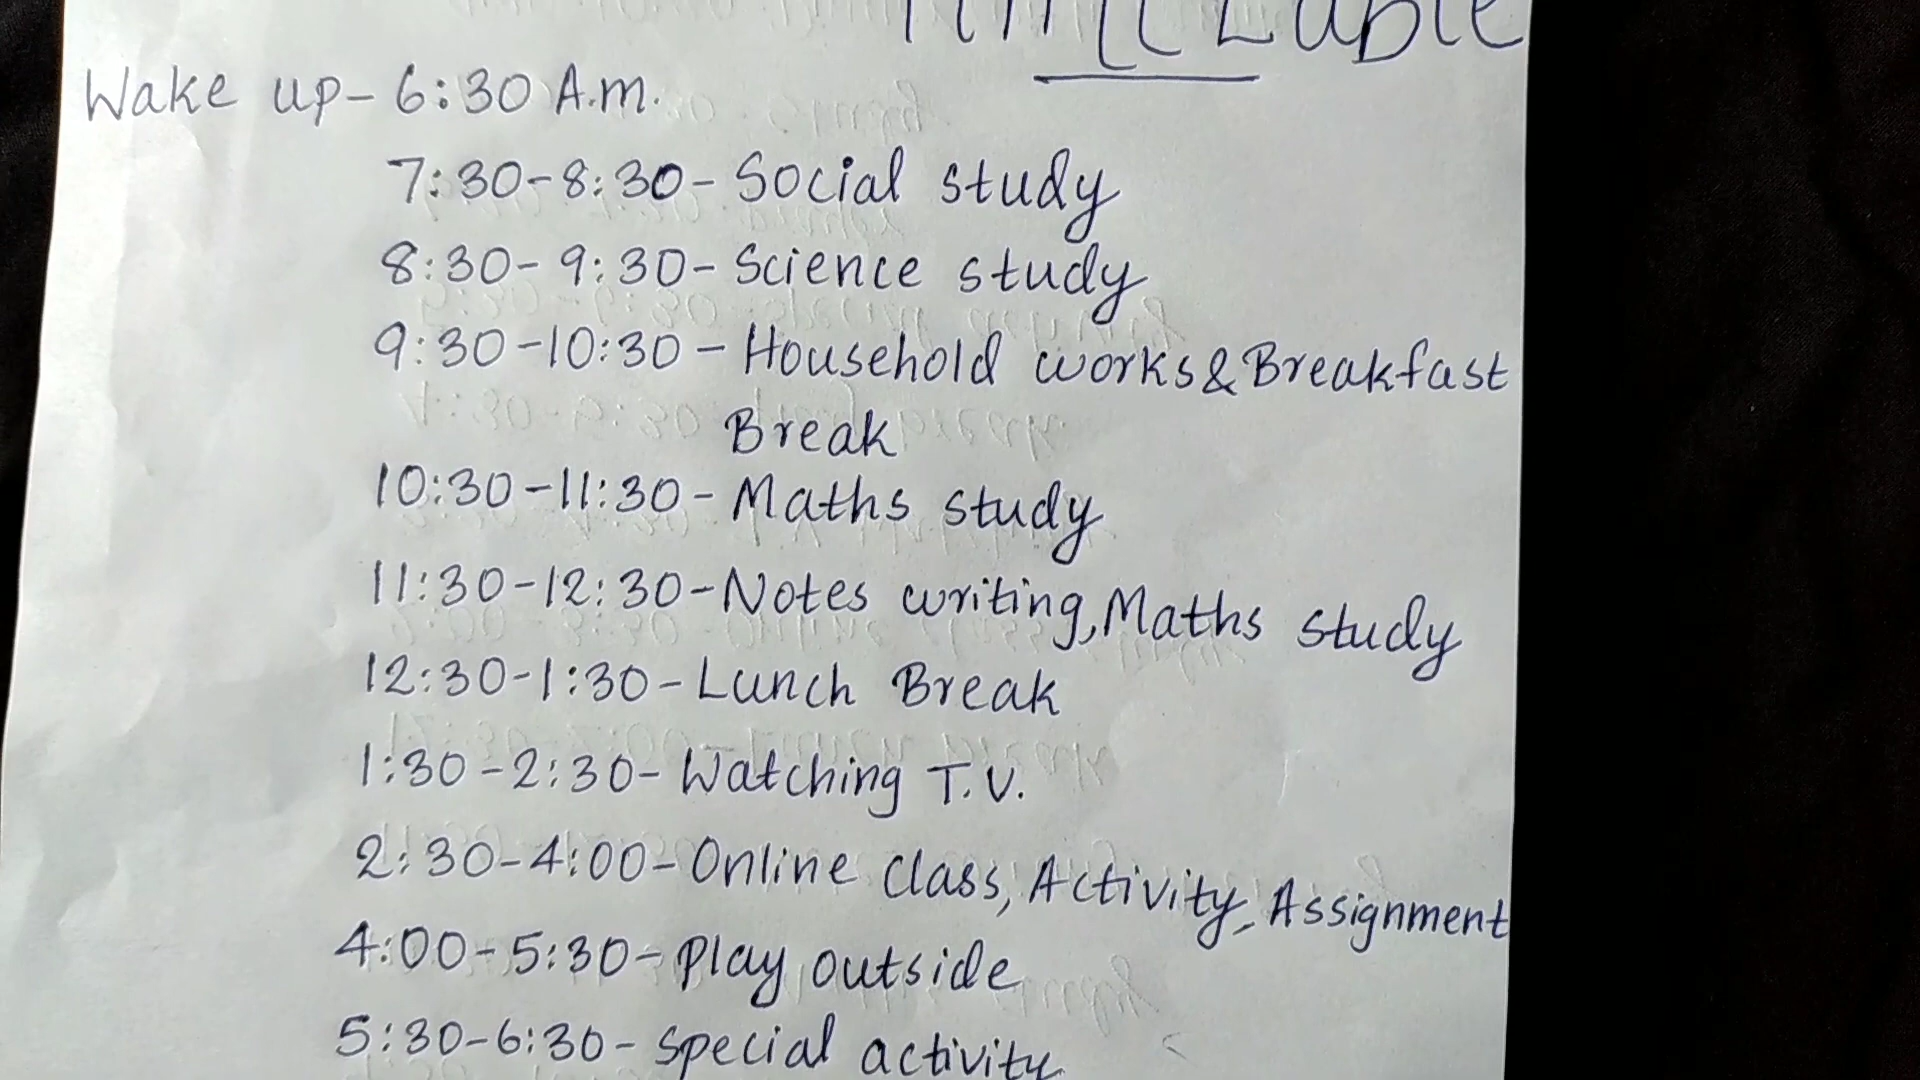 Time Table
Wake up- 6:30 A.m.
7:30-8:30- Social study
8:30-9:30- Science study
9:30-10:30- Household works & Breakfast
Break
10:30-11:30- Maths study
11:30-12:30- Notes writing, Maths study
12:30-1:30- Lunch Break
1:30-2:30- Watching T.V.
2:30-4:00- Online class, Activity, Assignment
4:00-5:30- Play outside
5:30-6:30- Special activity